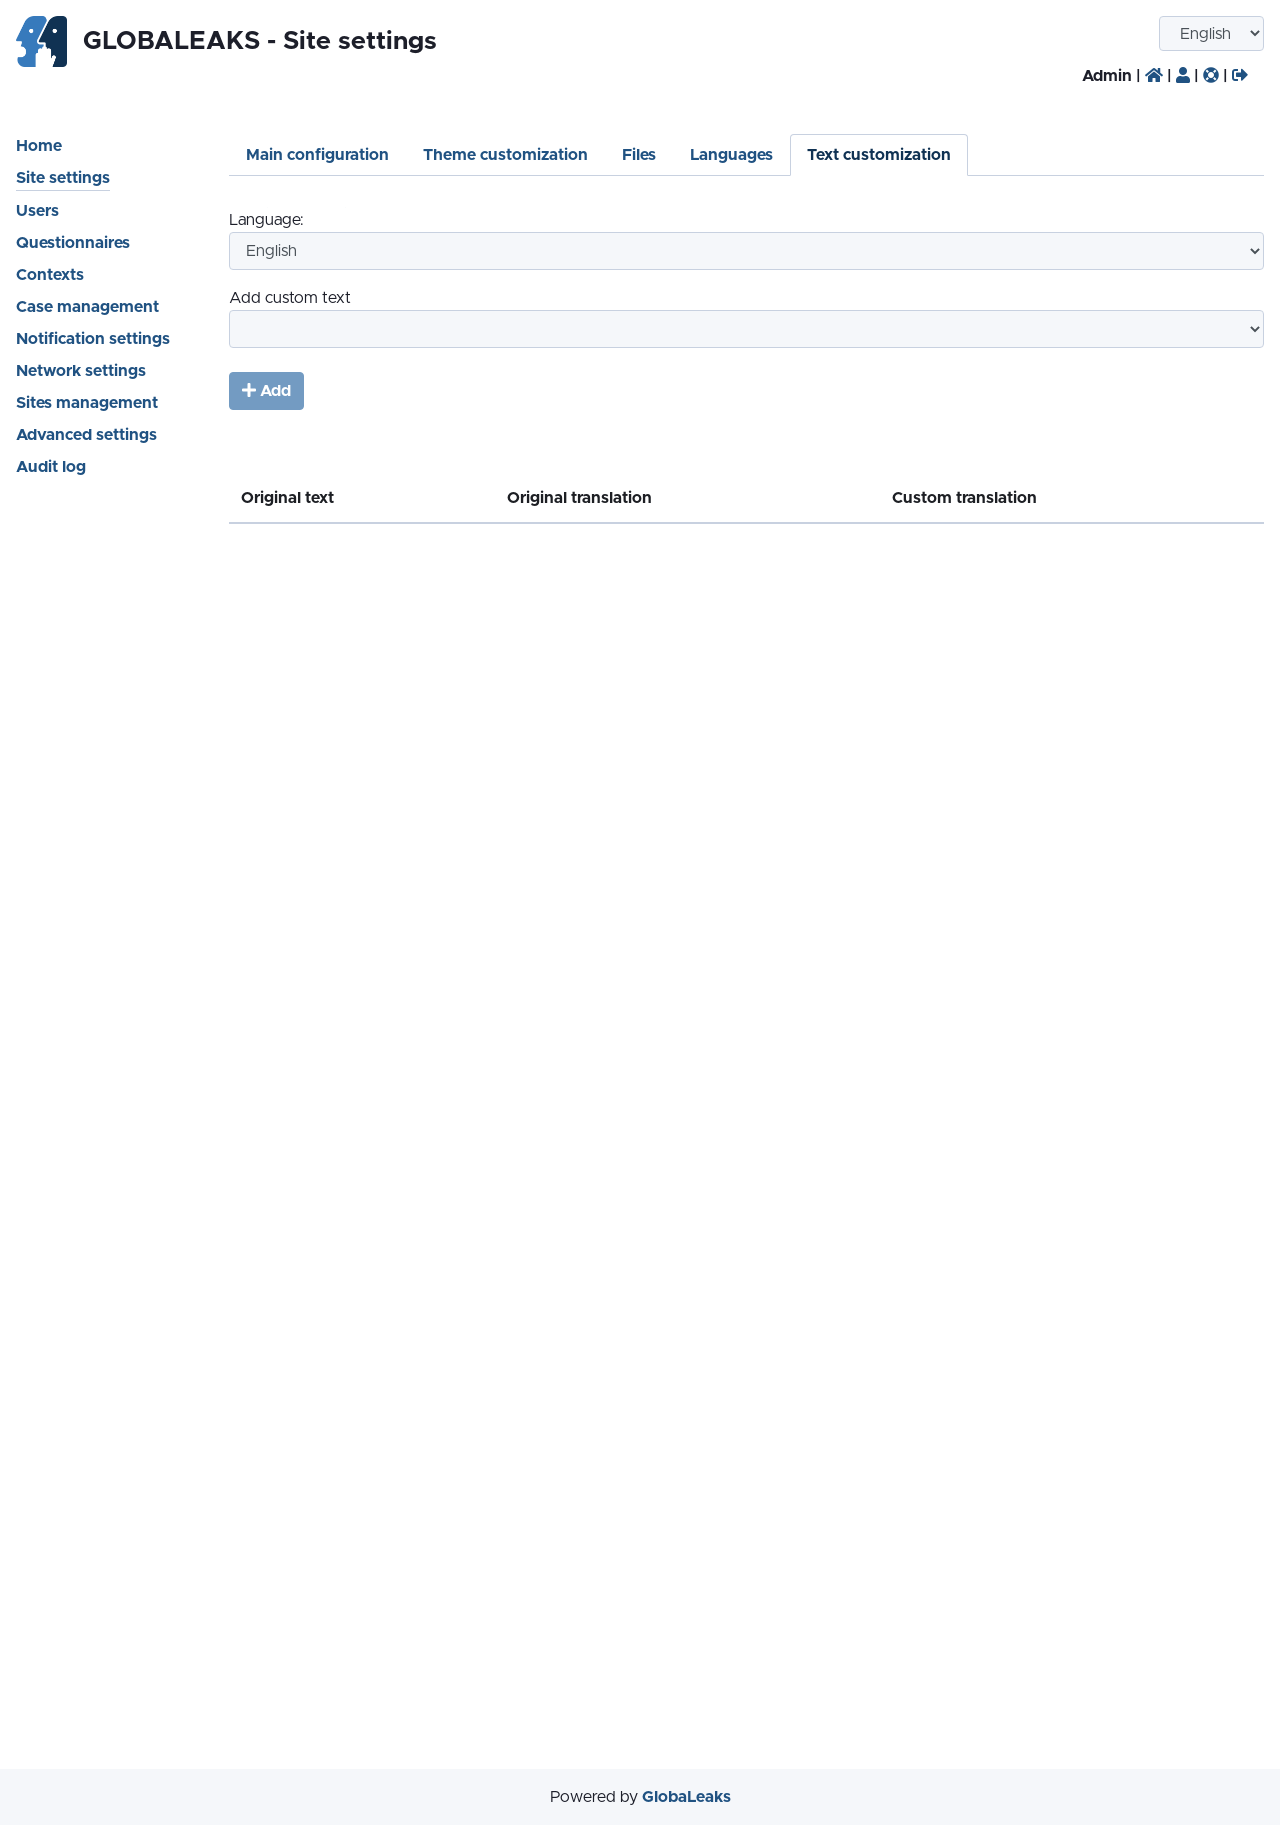 GLOBALEAKS - Site settings
English
Admin | | | |
Home
Site settings
Users
Questionnaires
Contexts
Case management
Notification settings
Network settings
Sites management
Advanced settings
Audit log
Main configuration Theme customization Files Languages Text customization
Language:
English
Add custom text
Add
Original text Original translation Custom translation
Powered by GlobaLeaks